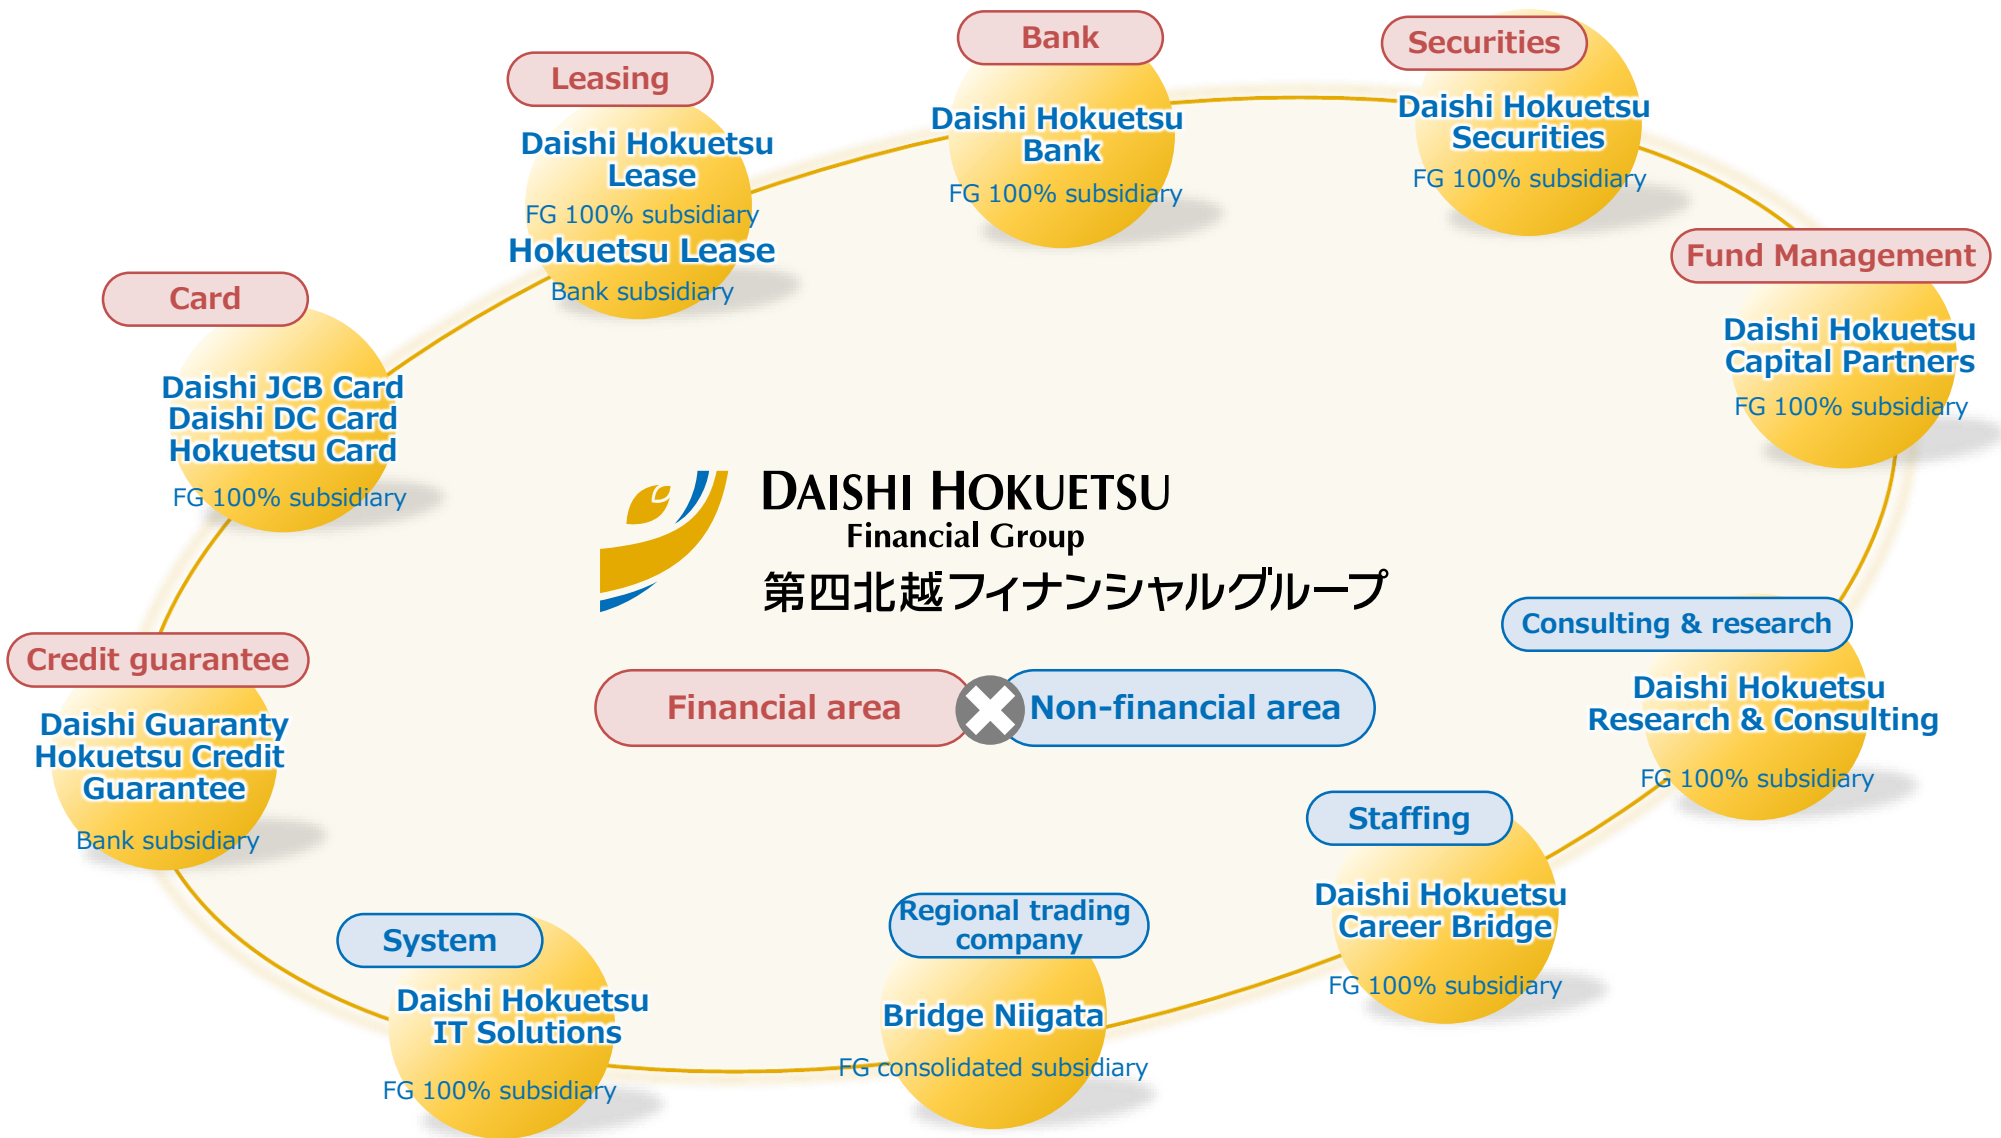 Bank
Daishi Hokuetsu
Bank
FG 100% subsidiary
Securities
Daishi Hokuetsu
Securities
FG 100% subsidiary
Leasing
Daishi Hokuetsu
Lease
FG 100% subsidiary
Hokuetsu Lease
Bank subsidiary
Fund Management
Daishi Hokuetsu
Capital Partners
FG 100% subsidiary
Card
Daishi JCB Card
Daishi DC Card
Hokuetsu Card
FG 100% subsidiary
DAISHI HOKUETSU
Financial Group
第四北越フィナンシャルグループ
Financial area
Non-financial area
Consulting & research
Daishi Hokuetsu
Research & Consulting
FG 100% subsidiary
Credit guarantee
Daishi Guaranty
Hokuetsu Credit
Guarantee
Bank subsidiary
Staffing
Daishi Hokuetsu
Career Bridge
FG 100% subsidiary
Regional trading
company
Bridge Niigata
FG consolidated subsidiary
System
Daishi Hokuetsu
IT Solutions
FG 100% subsidiary